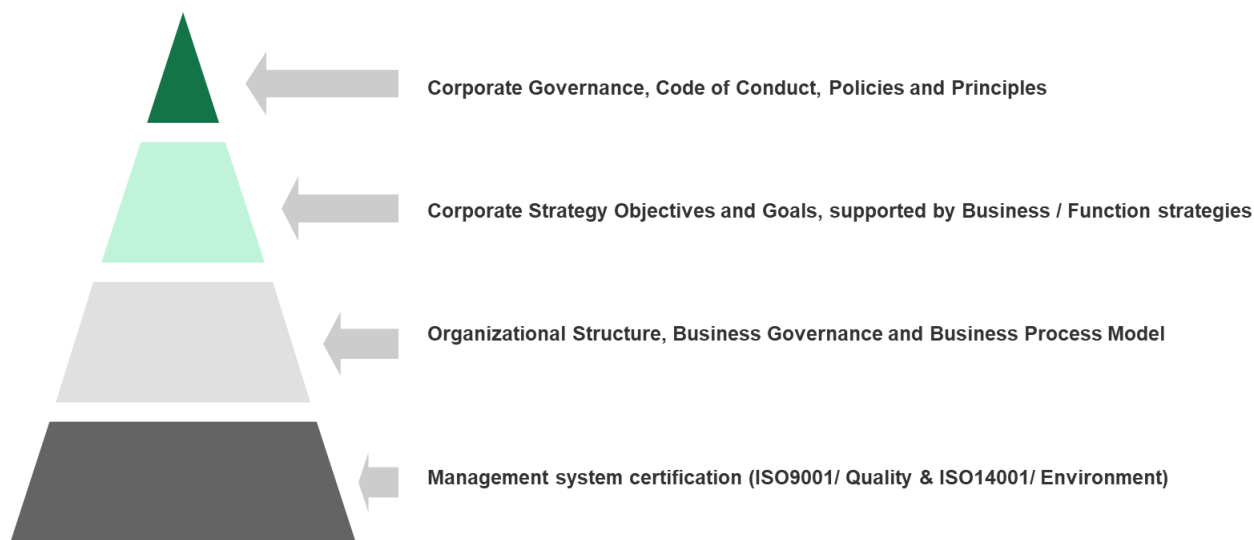 Corporate Governance, Code of Conduct, Policies and Principles
Corporate Strategy Objectives and Goals, supported by Business / Function strategies
Organizational Structure, Business Governance and Business Process Model
Management system certification (ISO9001/ Quality & ISO14001/ Environment)